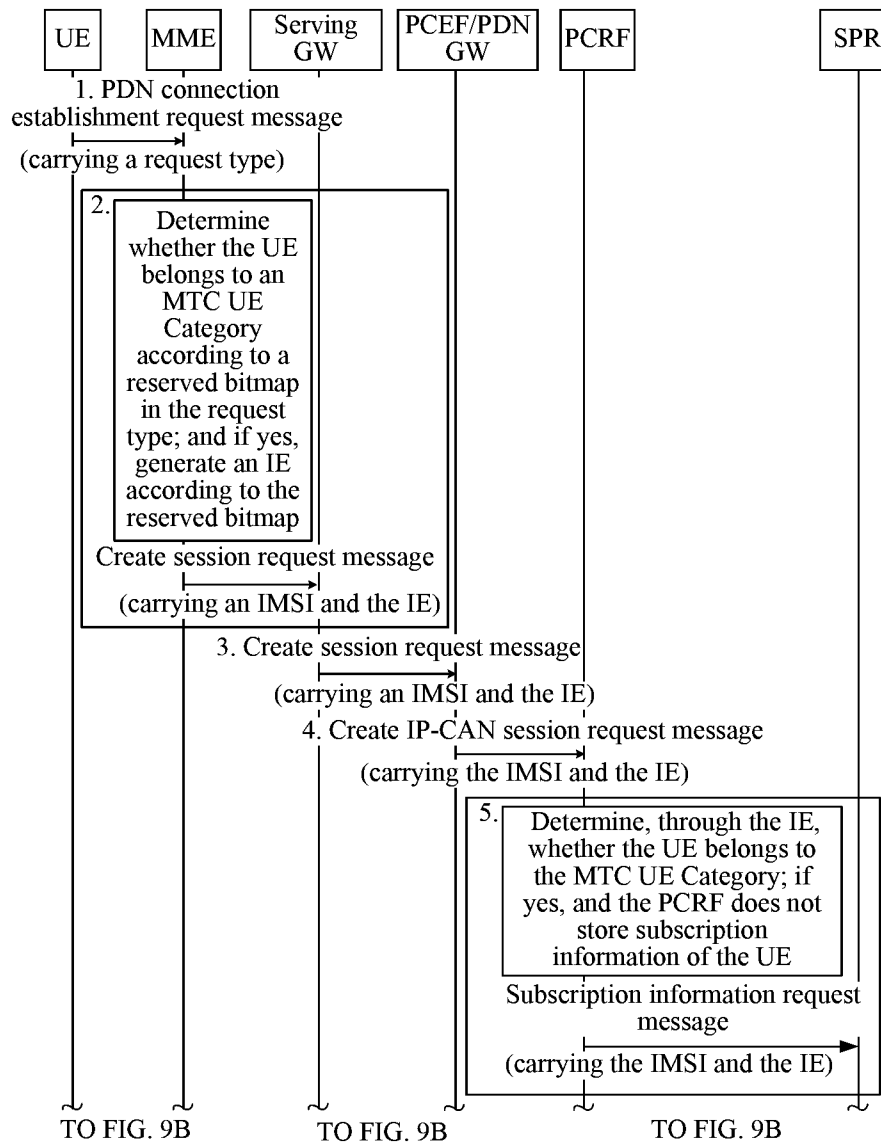 UE
MME
Serving
GW
PCEF/PDN
GW
PCRF
SPR
1. PDN connection
establishment request message
(carrying a request type)
2.
Determine
whether the UE
belongs to an
MTC UE
Category
according to a
reserved bitmap
in the request
type; and if yes,
generate an IE
according to the
reserved bitmap
Create session request message
(carrying an IMSI and the IE)
3. Create session request message
(carrying an IMSI and the IE)
4. Create IP-CAN session request message
(carrying the IMSI and the IE)
5.
Determine, through the IE,
whether the UE belongs to
the MTC UE Category; if
yes, and the PCRF does not
store subscription
information of the UE
Subscription information request
message
(carrying the IMSI and the IE)
TO FIG. 9B
TO FIG. 9B
TO FIG. 9B